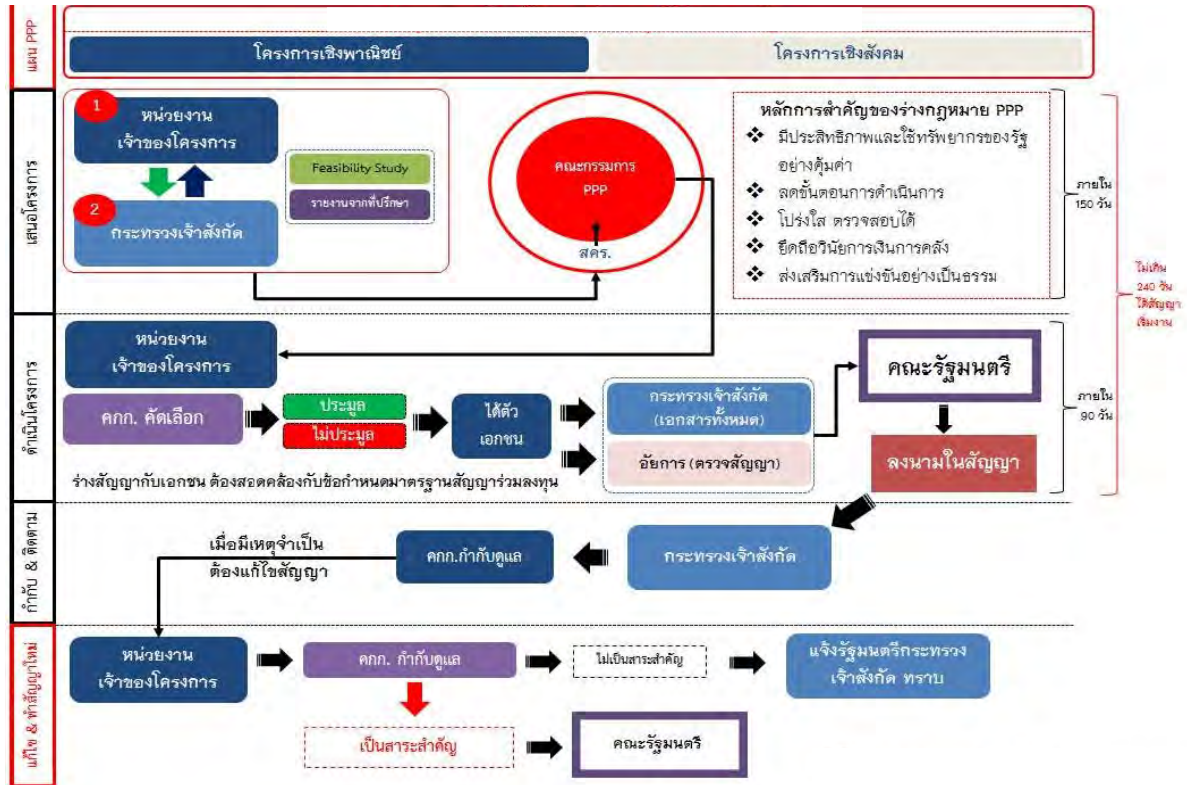 แผน PPP
โครงการเชิงพาณิชย์
โครงการเชิงสังคม
เสนอโครงการ
1
หน่วยงาน
เจ้าของโครงการ
2
กระทรวงเจ้าสังกัด
Feasibility Study
รายงานจากที่ปรึกษา
คณะกรรมการ
PPP
สคร.
หลักการสำคัญของร่างกฎหมาย PPP
❖ มีประสิทธิภาพและใช้ทรัพยากรของรัฐ
อย่างคุ้มค่า
❖ ลดขั้นตอนการดำเนินการ
❖ โปร่งใส ตรวจสอบได้
❖ ยึดถือวินัยการเงินการคลัง
❖ ส่งเสริมการแข่งขันอย่างเป็นธรรม
ภายใน
150 วัน
ไม่เกิน
240 วัน
ได้สัญญา
เริ่มงาน
ดำเนินโครงการ
หน่วยงาน
เจ้าของโครงการ
คกก. คัดเลือก
ประมูล
ไม่ประมูล
ได้ตัว
เอกชน
กระทรวงเจ้าสังกัด
(เอกสารทั้งหมด)
อัยการ (ตรวจสัญญา)
คณะรัฐมนตรี
ลงนามในสัญญา
ภายใน
90 วัน
ร่างสัญญากับเอกชน ต้องสอดคล้องกับข้อกำหนดมาตรฐานสัญญาร่วมลงทุน
กำกับ & ติดตาม
เมื่อมีเหตุจำเป็น
ต้องแก้ไขสัญญา
คกก.กำกับดูแล
กระทรวงเจ้าสังกัด
แก้ไข & ทำสัญญาใหม่
หน่วยงาน
เจ้าของโครงการ
คกก. กำกับดูแล
ไม่เป็นสาระสำคัญ
แจ้งรัฐมนตรีกระทรวง
เจ้าสังกัด ทราบ
เป็นสาระสำคัญ
คณะรัฐมนตรี